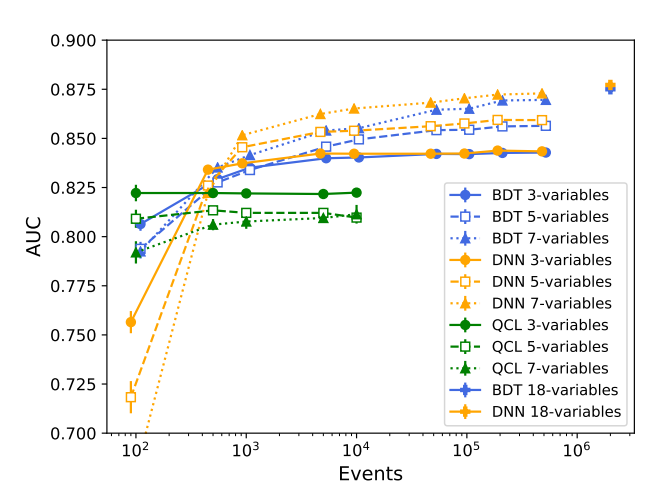 0.900
0.875
0.850
0.825
0.800
0.775
0.750
0.725
0.700
AUC
10² 10³ 10⁴ 10⁵ 10⁶
Events
BDT 3-variables
BDT 5-variables
BDT 7-variables
DNN 3-variables
DNN 5-variables
DNN 7-variables
QCL 3-variables
QCL 5-variables
QCL 7-variables
BDT 18-variables
DNN 18-variables